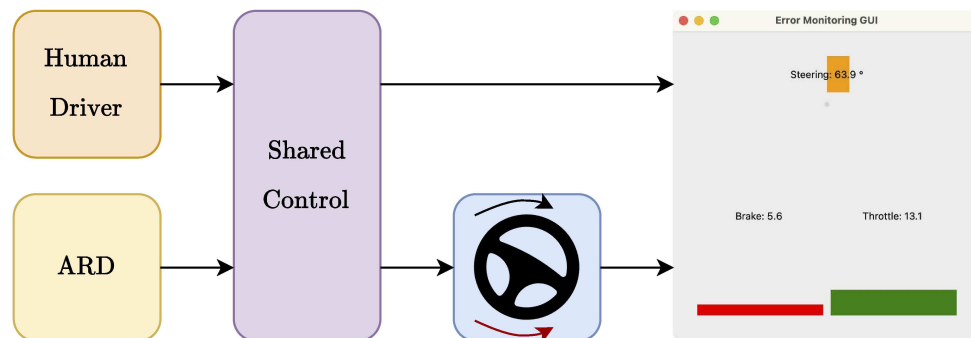 Human
Driver
ARD
Shared
Control
Error Monitoring GUI
Steering: 63.9 °
Brake: 5.6
Throttle: 13.1